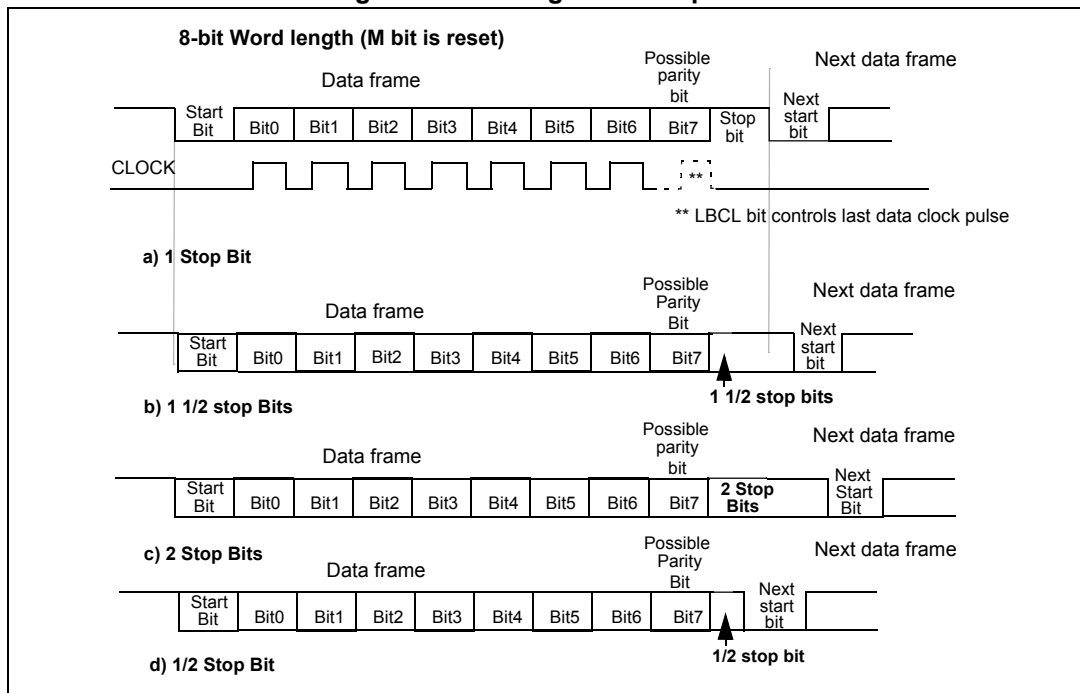 8-bit Word length (M bit is reset)
Possible parity bit
Next data frame
Data frame
Start Bit Bit0 Bit1 Bit2 Bit3 Bit4 Bit5 Bit6 Bit7 Stop bit Next start bit
CLOCK
**
** LBCL bit controls last data clock pulse
a) 1 Stop Bit
Possible Parity Bit
Next data frame
Data frame
Start Bit Bit0 Bit1 Bit2 Bit3 Bit4 Bit5 Bit6 Bit7 Next start bit
1 1/2 stop bits
b) 1 1/2 stop Bits
Possible parity bit
Next data frame
Data frame
Start Bit Bit0 Bit1 Bit2 Bit3 Bit4 Bit5 Bit6 Bit7 2 Stop Bits Next Start Bit
c) 2 Stop Bits
Possible Parity Bit
Next data frame
Data frame
Start Bit Bit0 Bit1 Bit2 Bit3 Bit4 Bit5 Bit6 Bit7 Next start bit
1/2 stop bit
d) 1/2 Stop Bit